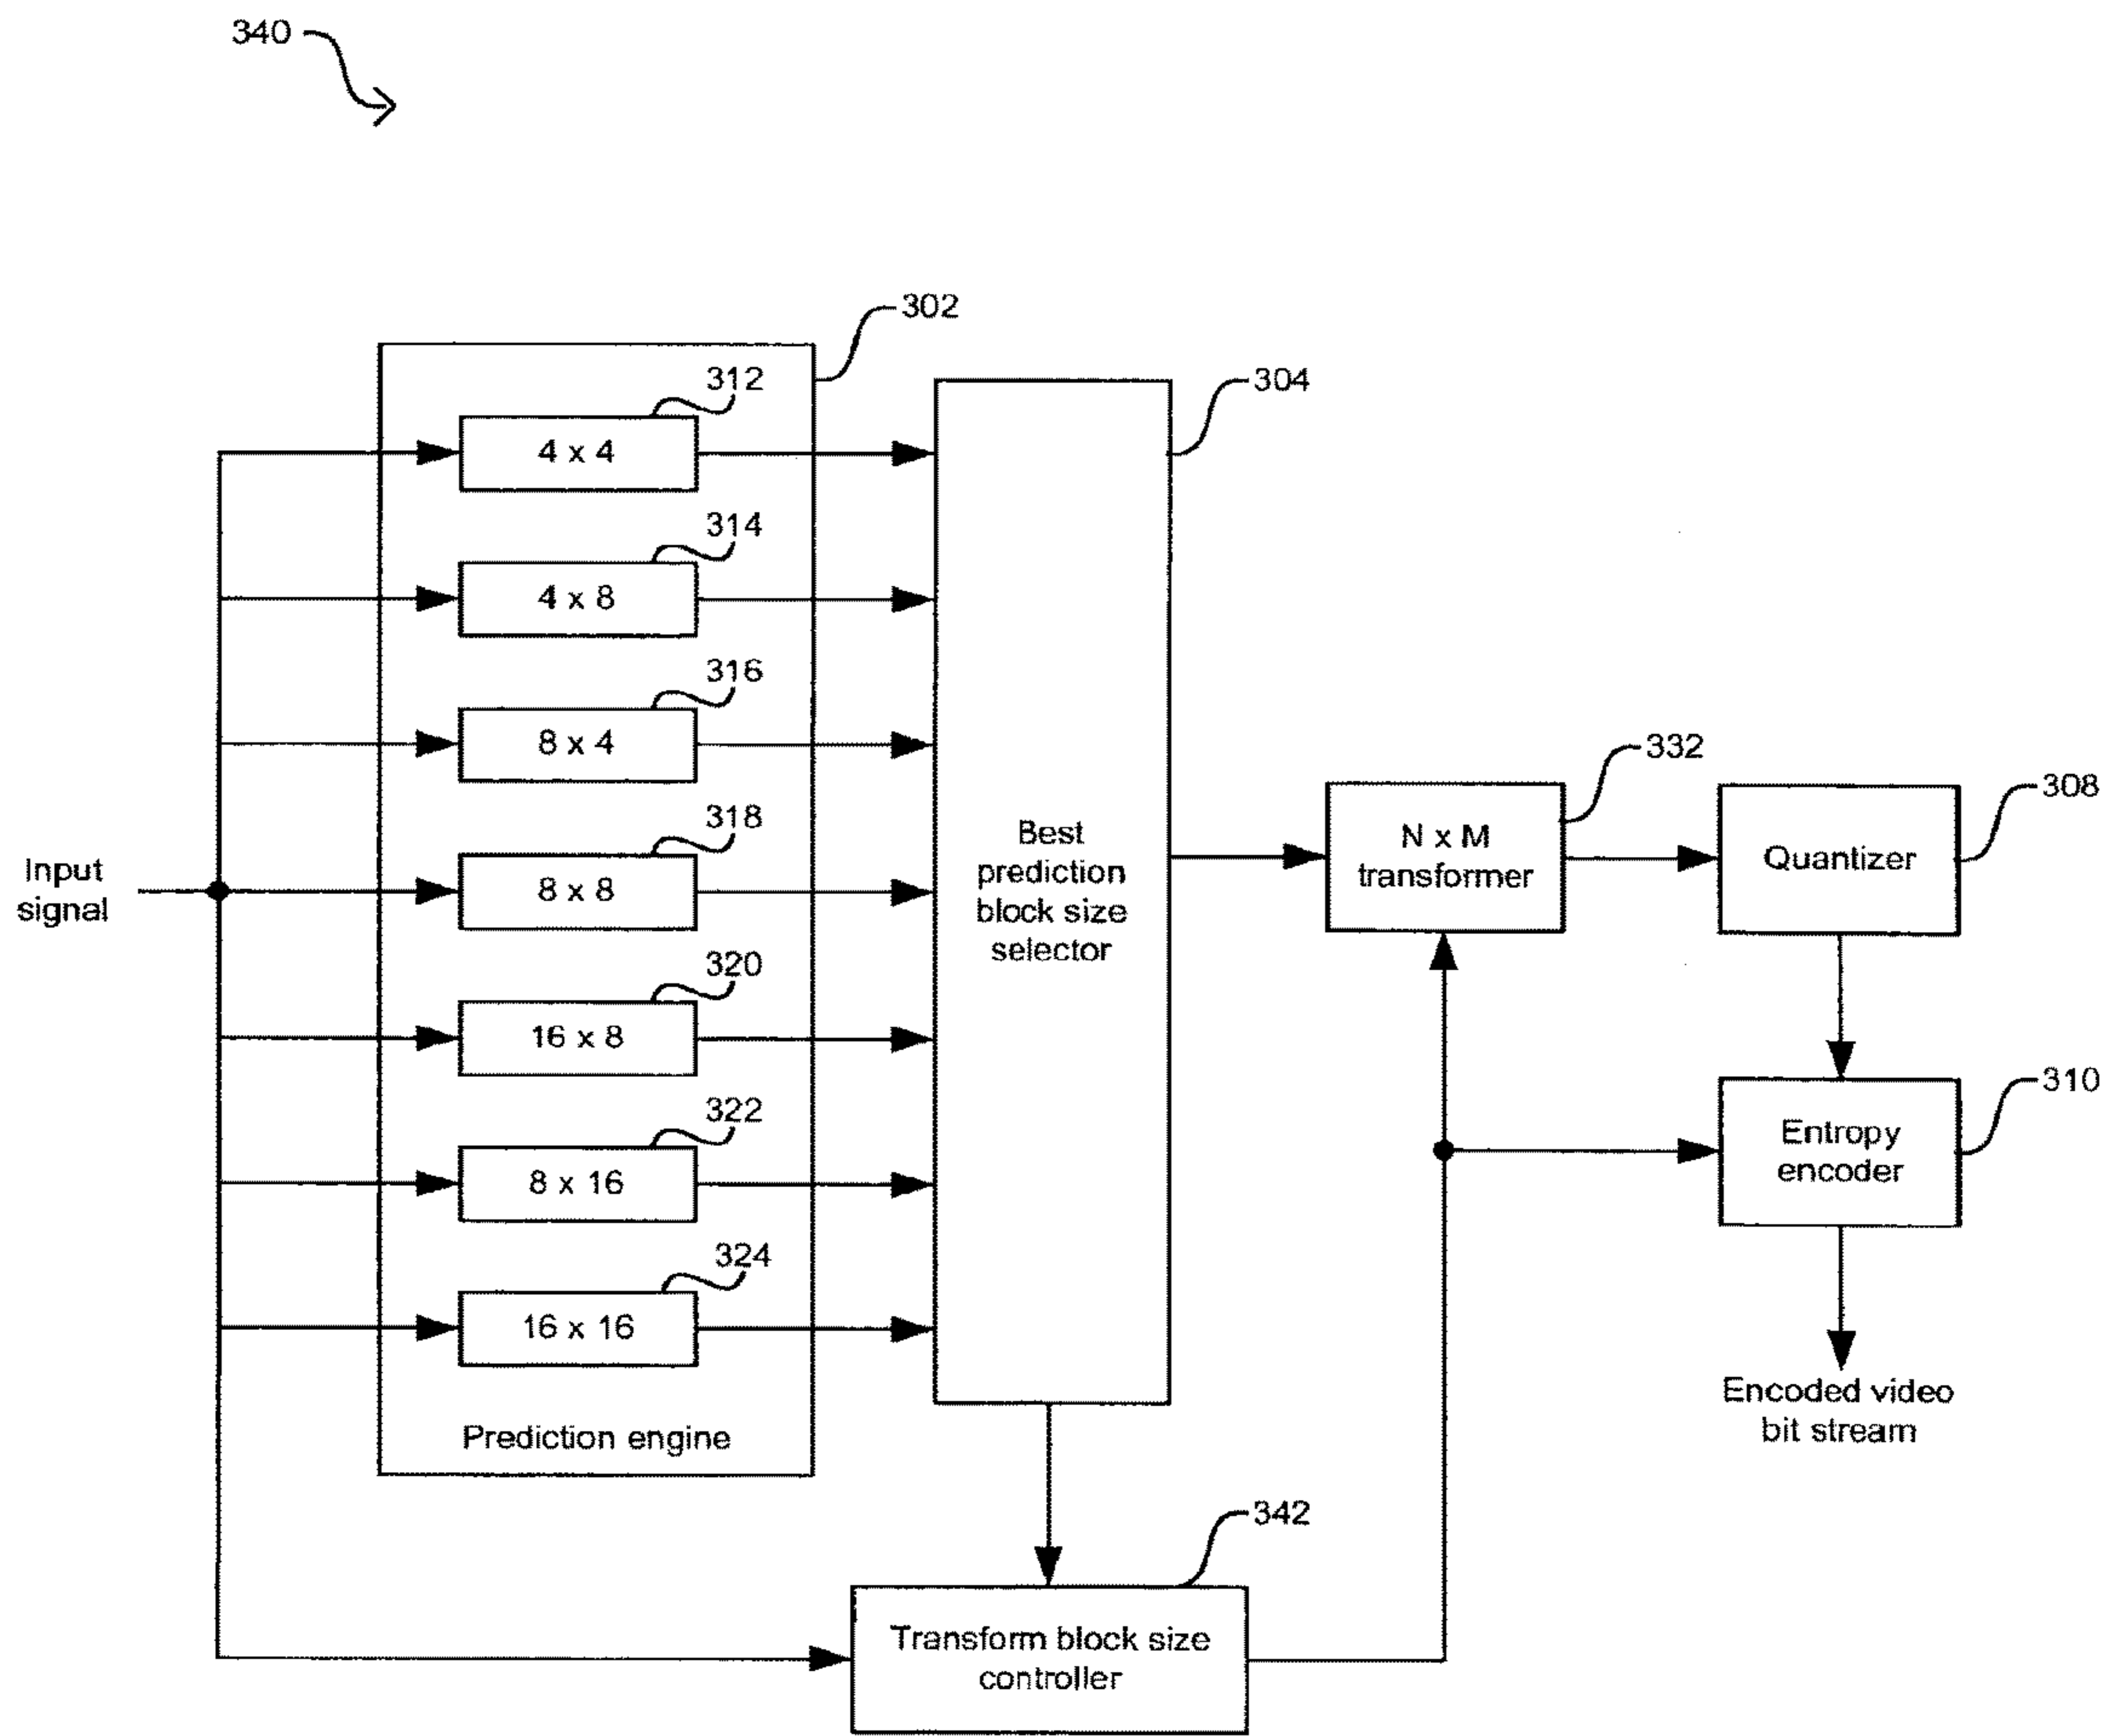 340
302
312
4 x 4
314
4 x 8
316
8 x 4
318
8 x 8
320
16 x 8
322
8 x 16
324
16 x 16
Prediction engine
Input
signal
304
Best
prediction
block size
selector
332
N x M
transformer
308
Quantizer
310
Entropy
encoder
Encoded video
bit stream
342
Transform block size
controller